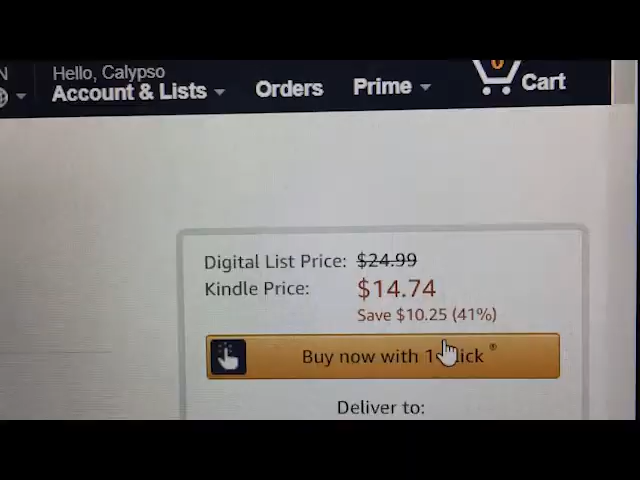 N
Hello, Calypso
Account & Lists
Orders
Prime
0
Cart
Digital List Price: $24.99
Kindle Price: $14.74
Save $10.25 (41%)
Buy now with 1-Click ®
Deliver to: